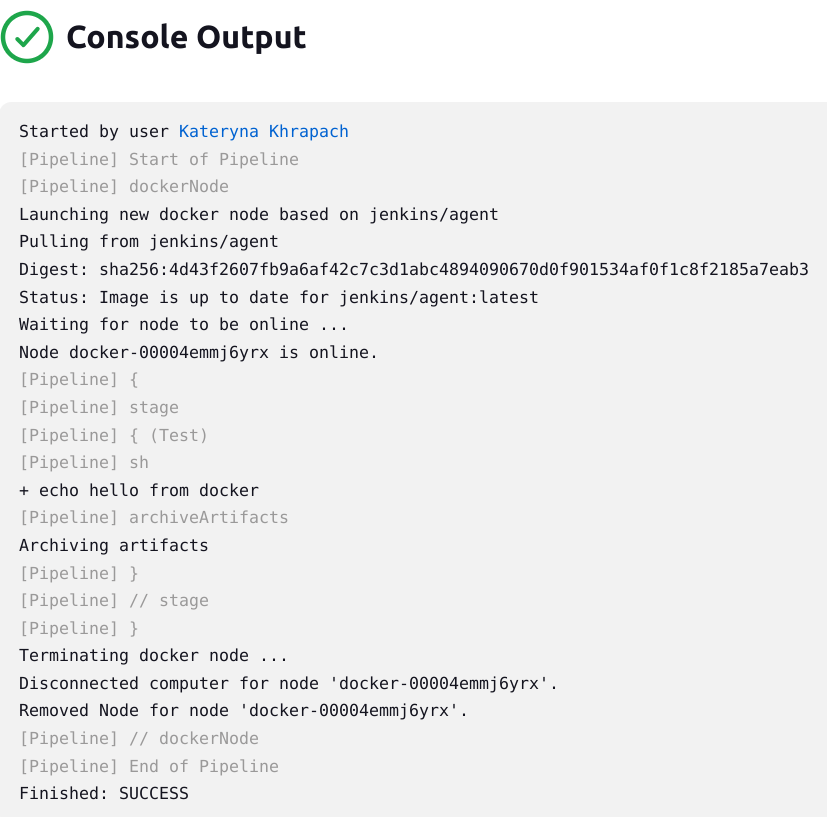 Console Output
Started by user Kateryna Khrapach
[Pipeline] Start of Pipeline
[Pipeline] dockerNode
Launching new docker node based on jenkins/agent
Pulling from jenkins/agent
Digest: sha256:4d43f2607fb9a6af42c7c3d1abc4894090670d0f901534af0f1c8f2185a7eab3
Status: Image is up to date for jenkins/agent:latest
Waiting for node to be online ...
Node docker-00004emmj6yrx is online.
[Pipeline] {
[Pipeline] stage
[Pipeline] { (Test)
[Pipeline] sh
+ echo hello from docker
[Pipeline] archiveArtifacts
Archiving artifacts
[Pipeline] }
[Pipeline] // stage
[Pipeline] }
Terminating docker node ...
Disconnected computer for node 'docker-00004emmj6yrx'.
Removed Node for node 'docker-00004emmj6yrx'.
[Pipeline] // dockerNode
[Pipeline] End of Pipeline
Finished: SUCCESS